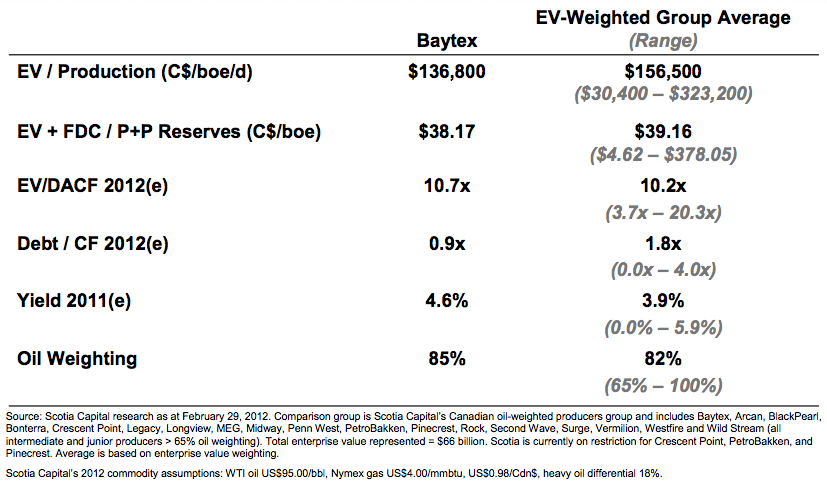 EV-Weighted Group Average
Baytex (Range)
EV / Production (C$/boe/d) $136,800 $156,500
($30,400 – $323,200)
EV + FDC / P+P Reserves (C$/boe) $38.17 $39.16
($4.62 – $378.05)
EV/DACF 2012(e) 10.7x 10.2x
(3.7x – 20.3x)
Debt / CF 2012(e) 0.9x 1.8x
(0.0x – 4.0x)
Yield 2011(e) 4.6% 3.9%
(0.0% – 5.9%)
Oil Weighting 85% 82%
(65% – 100%)
Source: Scotia Capital research as at February 29, 2012. Comparison group is Scotia Capital's Canadian oil-weighted producers group and includes Baytex, Arcan, BlackPearl,
Bonterra, Crescent Point, Legacy, Longview, MEG, Midway, Penn West, PetroBakken, Pinecrest, Rock, Second Wave, Surge, Vermilion, Westfire and Wild Stream (all
intermediate and junior producers > 65% oil weighting). Total enterprise value represented = $66 billion. Scotia is currently on restriction for Crescent Point, PetroBakken, and
Pinecrest. Average is based on enterprise value weighting.
Scotia Capital's 2012 commodity assumptions: WTI oil US$95.00/bbl, Nymex gas US$4.00/mmbtu, US$0.98/Cdn$, heavy oil differential 18%.